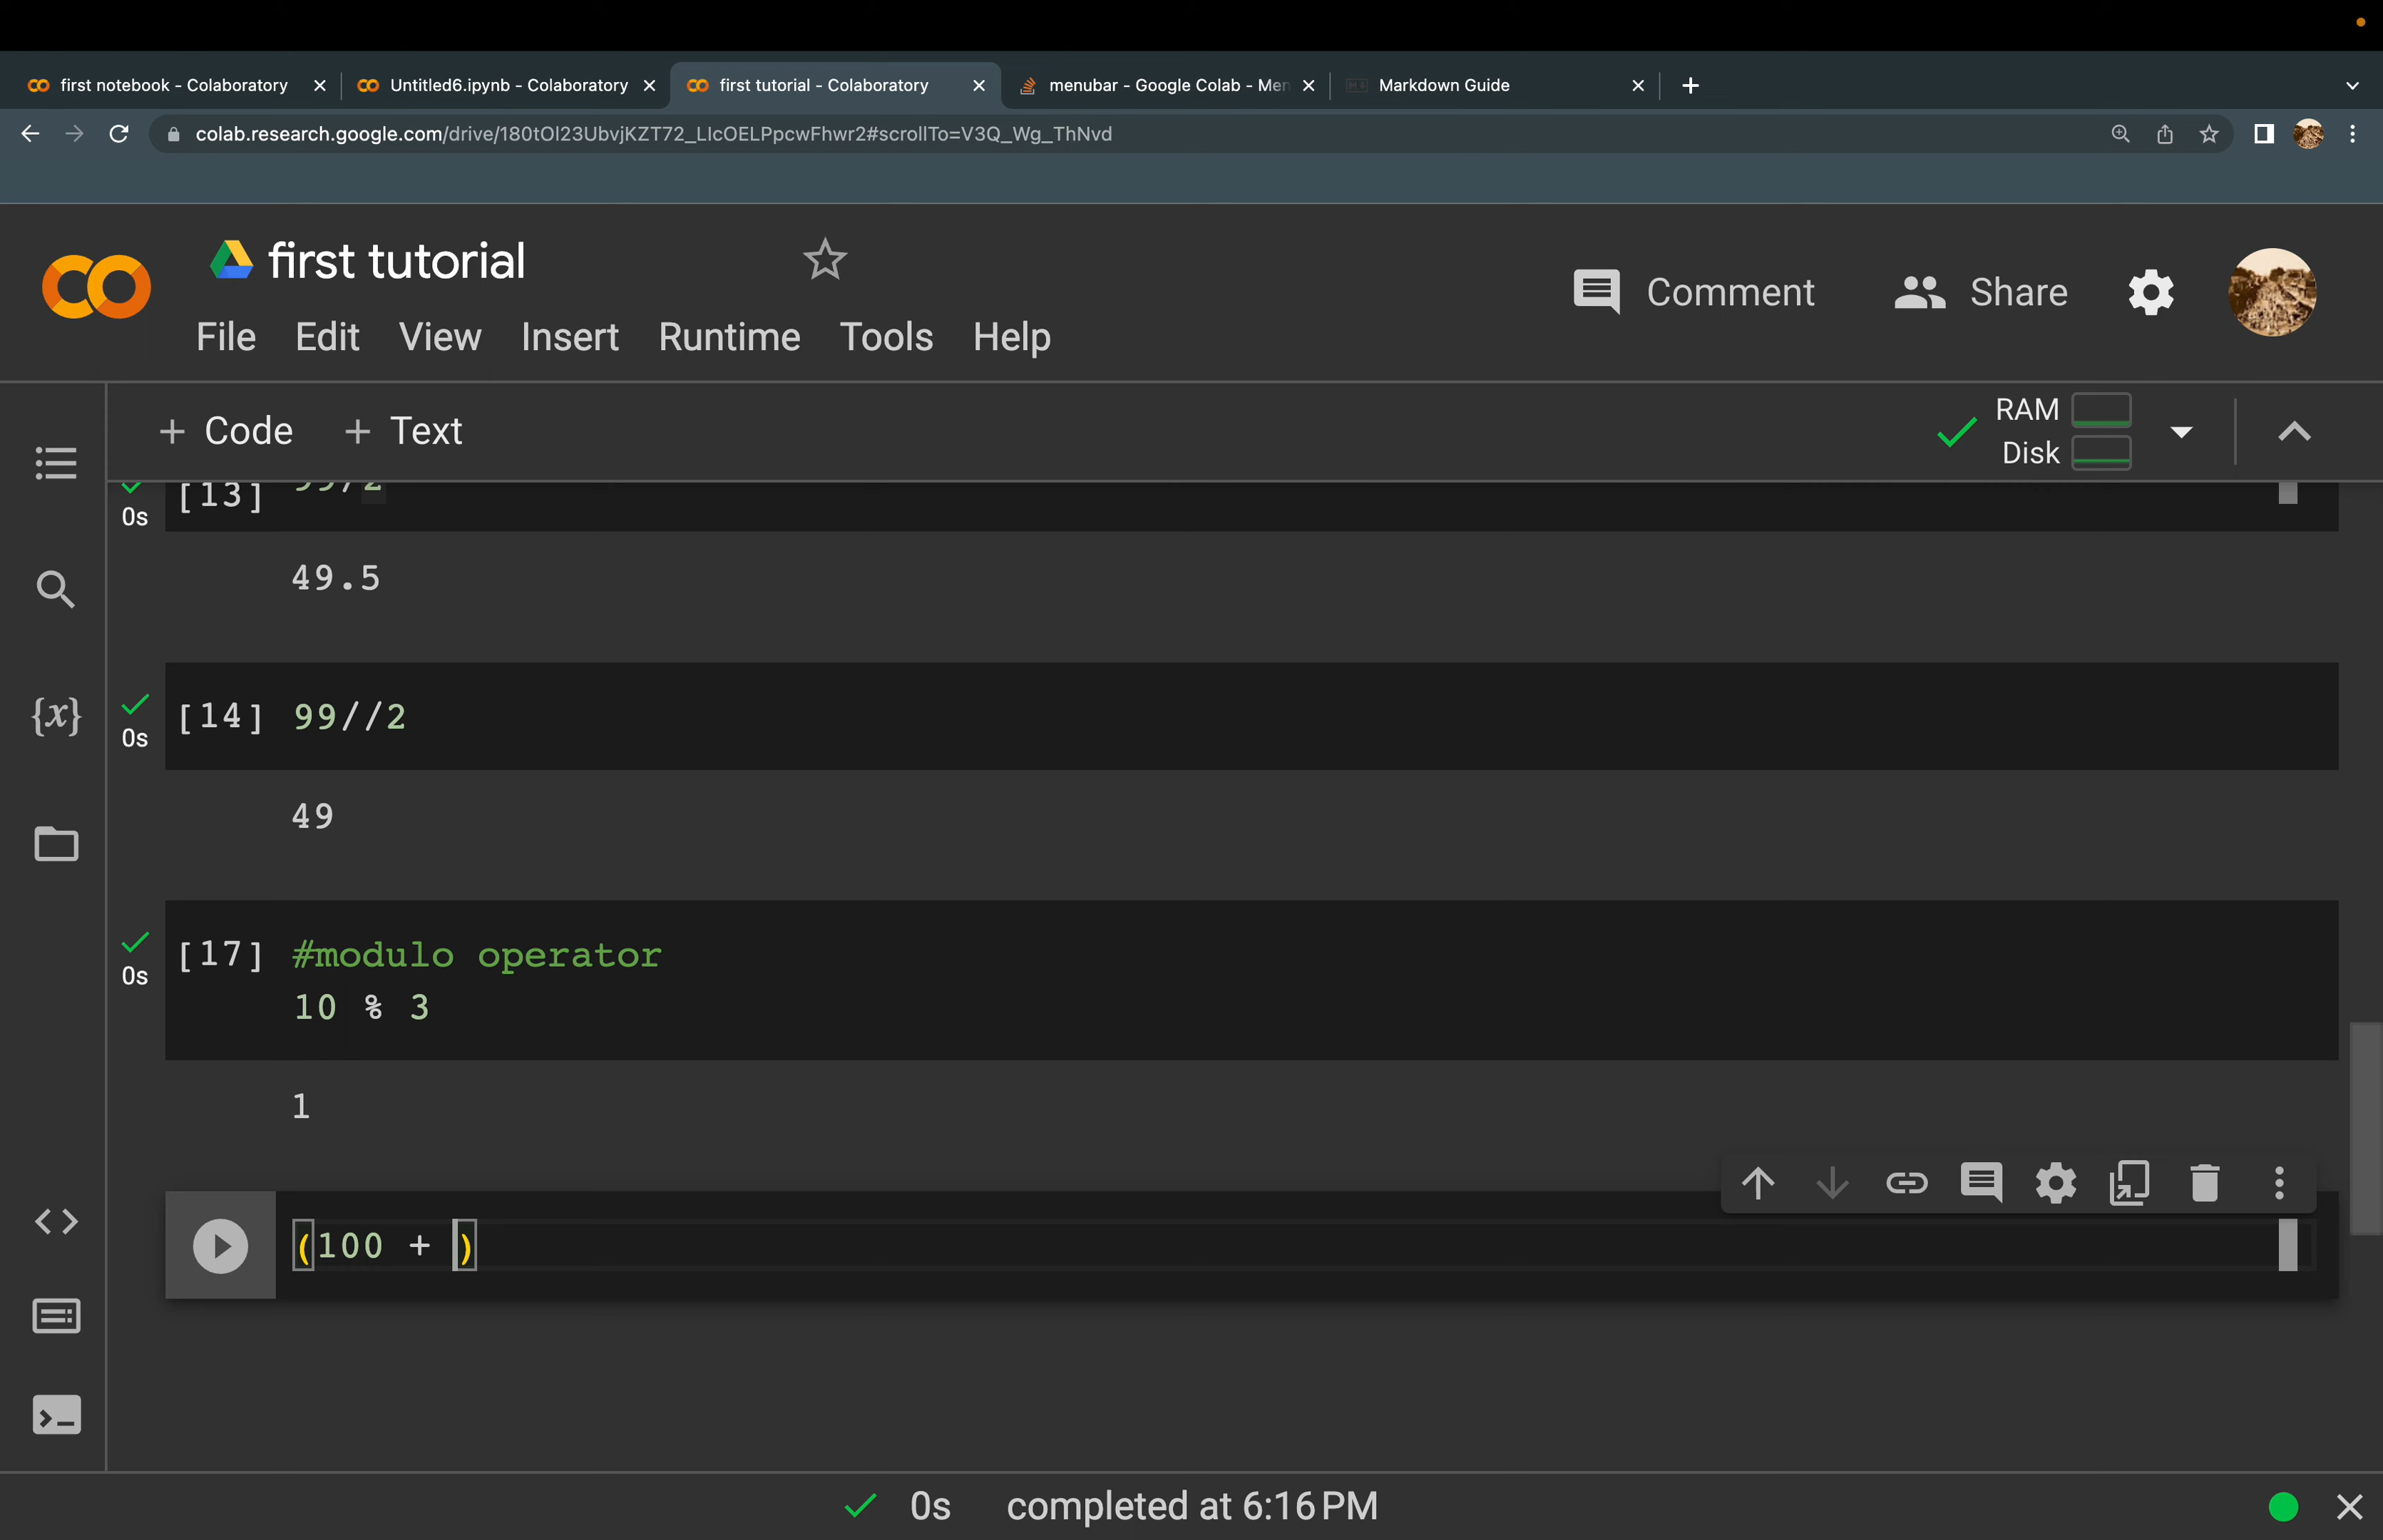 first notebook - Colaboratory
Untitled6.ipynb - Colaboratory
first tutorial - Colaboratory
menubar - Google Colab - Men
Markdown Guide
colab.research.google.com/drive/180tOl23UbvjKZT72_LIcOELPpcwFhwr2#scrollTo=V3Q_Wg_ThNvd
first tutorial
Comment
Share
File Edit View Insert Runtime Tools Help
+ Code + Text
RAM
Disk
[13] 99/2
0s
49.5
[14] 99//2
0s
49
[17] #modulo operator
0s
10 % 3
1
(100 + )
{x}
0s completed at 6:16 PM